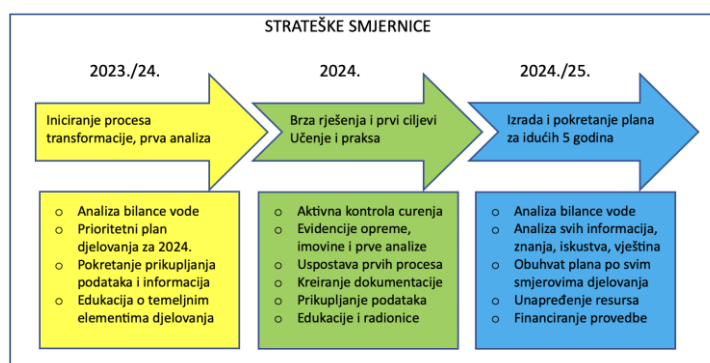 STRATEŠKE SMJERNICE
2023./24.
Iniciranje procesa
transformacije, prva analiza
o Analiza bilance vode
o Prioritetni plan
djelovanja za 2024.
o Pokretanje prikupljanja
podataka i informacija
o Edukacija o temeljnim
elementima djelovanja
2024.
Brza rješenja i prvi ciljevi
Učenje i praksa
o Aktivna kontrola curenja
o Evidencije opreme,
imovine i prve analize
o Uspostava prvih procesa
o Kreiranje dokumentacije
o Prikupljanje podataka
o Edukacije i radionice
2024./25.
Izrada i pokretanje plana
za idućih 5 godina
o Analiza bilance vode
o Analiza svih informacija,
znanja, iskustva, vještina
o Obuhvat plana po svim
smjerovima djelovanja
o Unapređenje resursa
o Financiranje provedbe